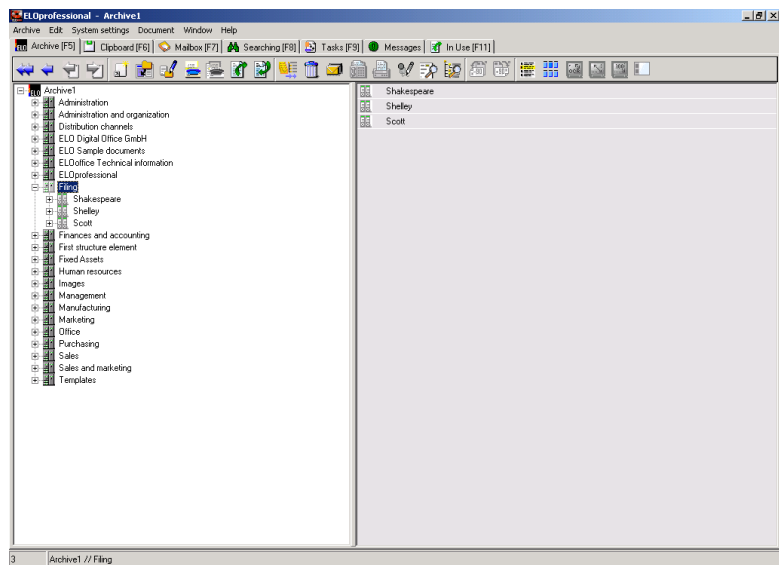 ELOprofessional - Archive1
Archive Edit System settings Document Window Help
ELO Archive [F5] Clipboard [F6] Mailbox [F7] Searching [F8] Tasks [F9] Messages In Use [F11]
ELO Archive1
Administration
Administration and organization
Distribution channels
ELO Digital Office GmbH
ELO Sample documents
ELOoffice Technical information
ELOprofessional
Filing
Shakespeare
Shelley
Scott
Finances and accounting
First structure element
Fixed Assets
Human resources
Images
Management
Manufacturing
Marketing
Office
Purchasing
Sales
Sales and marketing
Templates
Shakespeare
Shelley
Scott
3 Archive1 // Filing